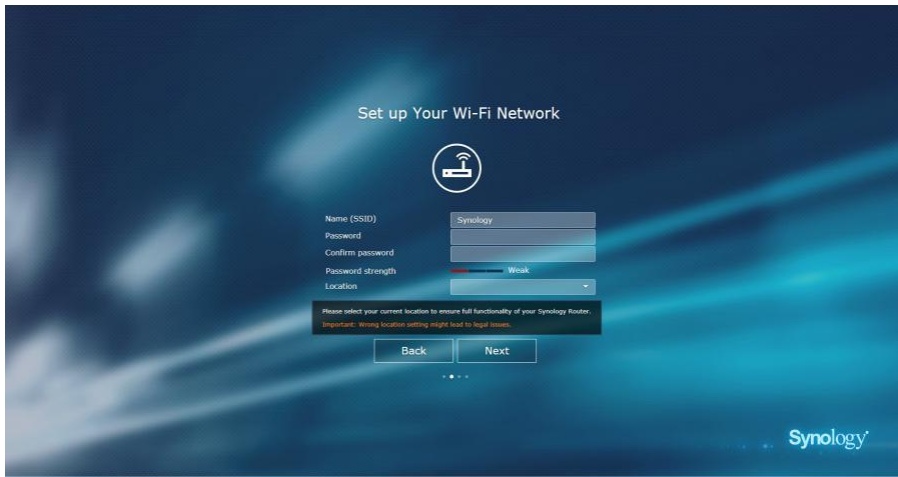 Set up Your Wi-Fi Network
Name (SSID) Synology
Password
Confirm password
Password strength Weak
Location
Please select your current location to ensure full functionality of your Synology Router.
Important: Wrong location setting might lead to legal issues.
Back Next
Synology